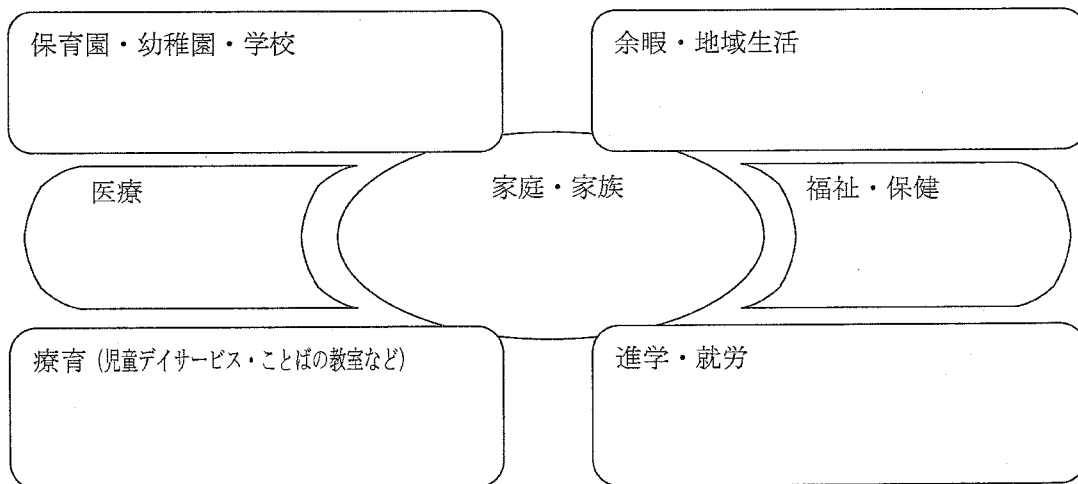 保育園・幼稚園・学校
余暇・地域生活
医療
家庭・家族
福祉・保健
療育（児童デイサービス・ことばの教室など）
進学・就労